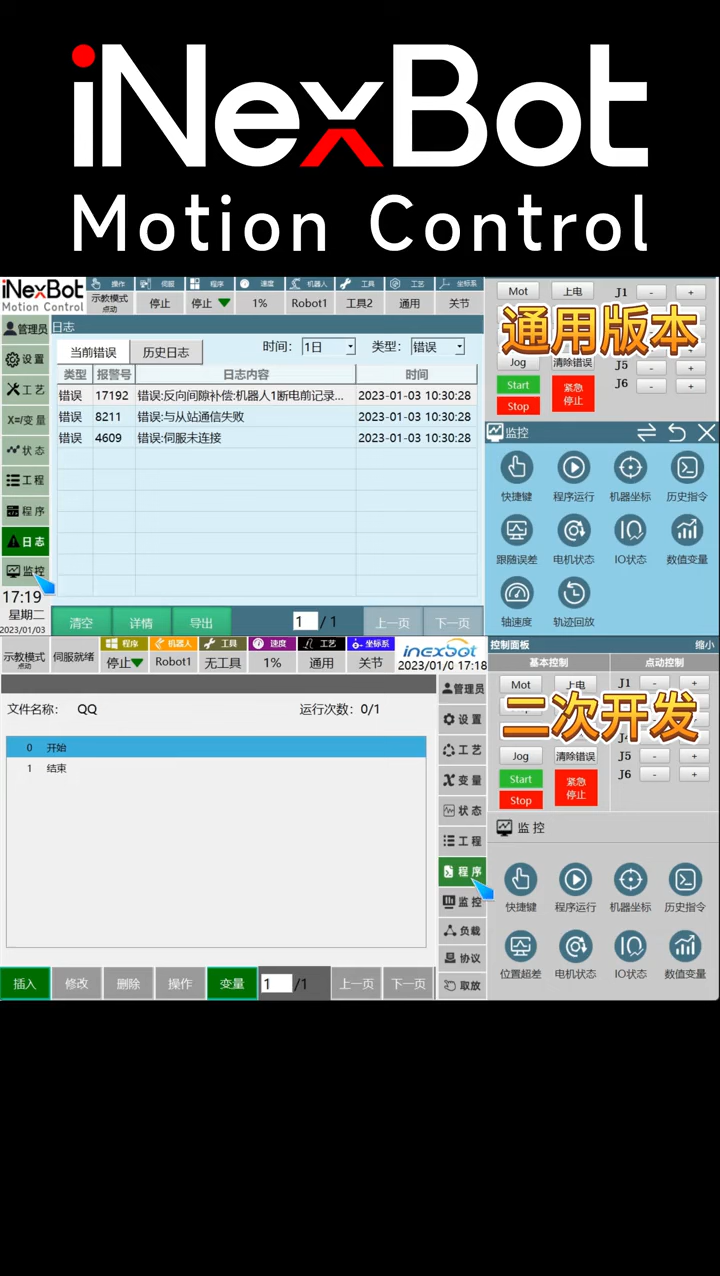 iNexBot
Motion Control
iNexBot
Motion Control
操作 伺服 程序 速度 机器人 工具 工艺 坐标系
示教模式 点动 停止 停止 1% Robot1 工具2 通用 关节
管理员
设置
工艺
X=/变量
状态
工程
程序
日志
监控
17:19
星期二
2023/01/03
日志
当前错误 历史日志 时间: 1日 类型: 错误
类型 报警号 日志内容 时间
错误 17192 错误:反向间隙补偿:机器人1断电前记录... 2023-01-03 10:30:28
错误 8211 错误:与从站通信失败 2023-01-03 10:30:28
错误 4609 错误:伺服未连接 2023-01-03 10:30:28
清空 详情 导出 1 / 1 上一页 下一页
Mot 上电 J1 - +
通用版本
Jog 清除错误 J5 - +
Start 紧急停止 J6 - +
Stop
监控
快捷键 程序运行 机器坐标 历史指令
跟随误差 电机状态 IO状态 数值变量
轴速度 轨迹回放
程序 机器人 工具 速度 工艺 坐标系
示教模式 点动 伺服就绪 停止 Robot1 无工具 1% 通用 关节
inexbot
2023/01/0 17:18
文件名称: QQ 运行次数: 0/1
0 开始
1 结束
插入 修改 删除 操作 变量 1 /1 上一页 下一页
管理员
设置
工艺
变量
状态
工程
程序
监控
负载
协议
取放
控制面板 缩小
基本控制 点动控制
Mot 上电 J1 - +
二次开发
J4
Jog 清除错误 J5 - +
Start 紧急停止 J6 - +
Stop
监控
快捷键 程序运行 机器坐标 历史指令
位置超差 电机状态 IO状态 数值变量